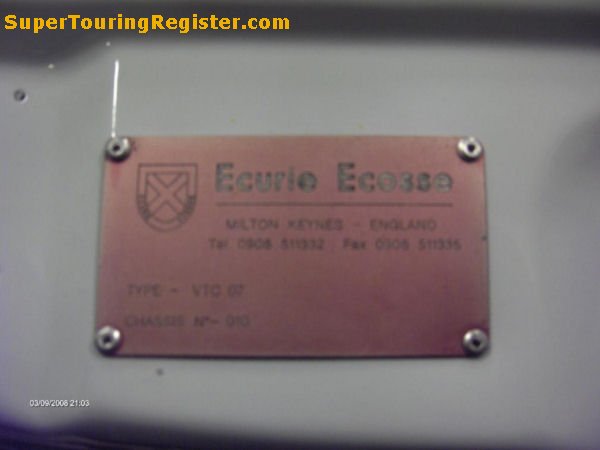 SuperTouringRegister.com
Ecurie Ecosse
MILTON KEYNES - ENGLAND
Tel 0908 511332 Fax 0908 511335
TYPE - VTC 07
CHASSIS Nº - 010
03/09/2008 21:03